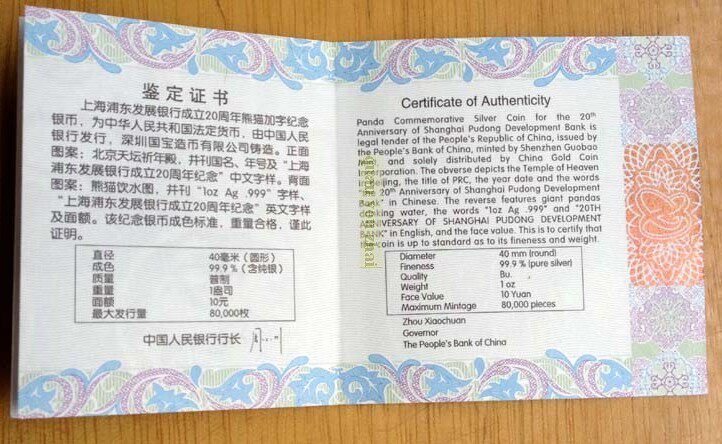 鉴定证书
上海浦东发展银行成立20周年熊猫加字纪念
银币，为中华人民共和国法定货币，由中国人民
银行发行，深圳国宝造币有限公司铸造。正面
图案：北京天坛祈年殿，并刊国名、年号及“上海
浦东发展银行成立20周年纪念”中文字样。背面
图案：熊猫饮水图，并刊“1oz Ag .999”字样、
“上海浦东发展银行成立20周年纪念”英文字样
及面额。该纪念银币成色标准，重量合格，谨此
证明。
直径 40毫米（圆形）
成色 99.9％（含纯银）
质量 普制
重量 1盎司
面额 10元
最大发行量 80,000枚
中国人民银行行长
Certificate of Authenticity
Panda Commemorative Silver Coin for the 20th
Anniversary of Shanghai Pudong Development Bank is
legal tender of the People's Republic of China, issued by
the People's Bank of China, minted by Shenzhen Guobao
and solely distributed by China Gold Coin
The obverse depicts the Temple of Heaven
the title of PRC, the year date and the words
20th Anniversary of Shanghai Pudong Development
in Chinese. The reverse features giant pandas
water, the words "1oz Ag .999" and "20TH
OF SHANGHAI PUDONG DEVELOPMENT
in English, and the face value. This is to certify that
coin is up to standard as to its fineness and weight.
Diameter 40 mm (round)
Fineness 99.9 % (pure silver)
Quality Bu.
Weight 1 oz
Face Value 10 Yuan
Maximum Mintage 80,000 pieces
Zhou Xiaochuan
Governor
The People's Bank of China